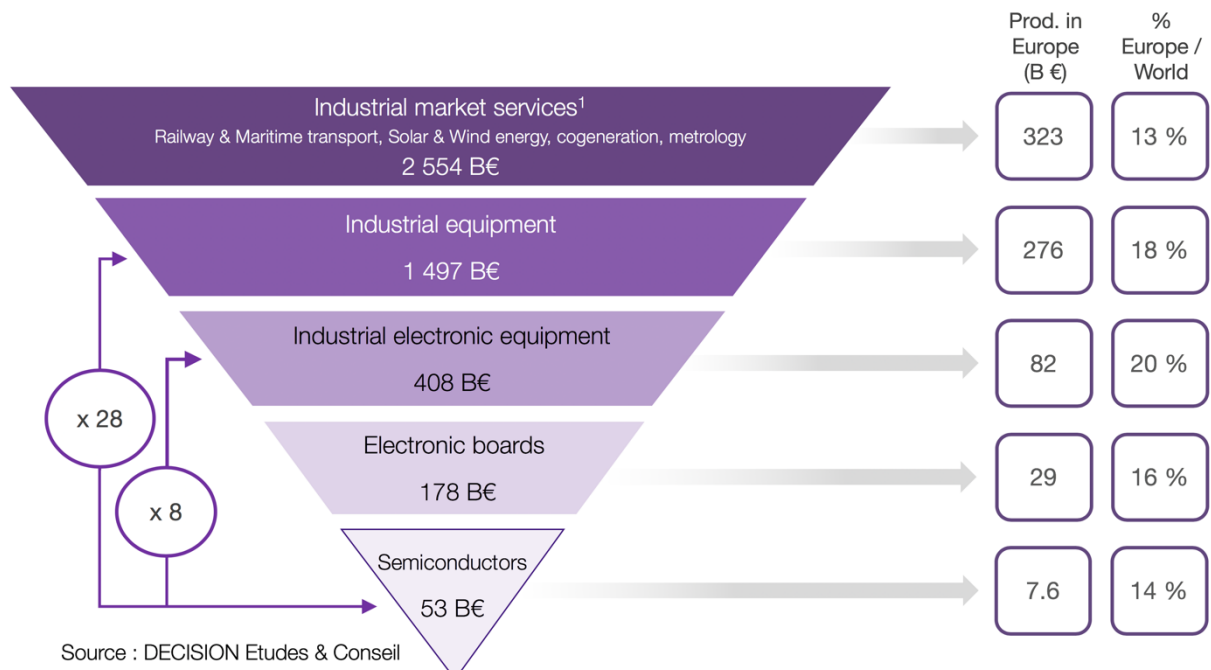 Prod. in
Europe
(B €)
%
Europe /
World
Industrial market services¹
Railway & Maritime transport, Solar & Wind energy, cogeneration, metrology
2 554 B€
323
13 %
Industrial equipment
1 497 B€
276
18 %
Industrial electronic equipment
408 B€
82
20 %
x 28
Electronic boards
178 B€
29
16 %
x 8
Semiconductors
53 B€
7.6
14 %
Source : DECISION Etudes & Conseil